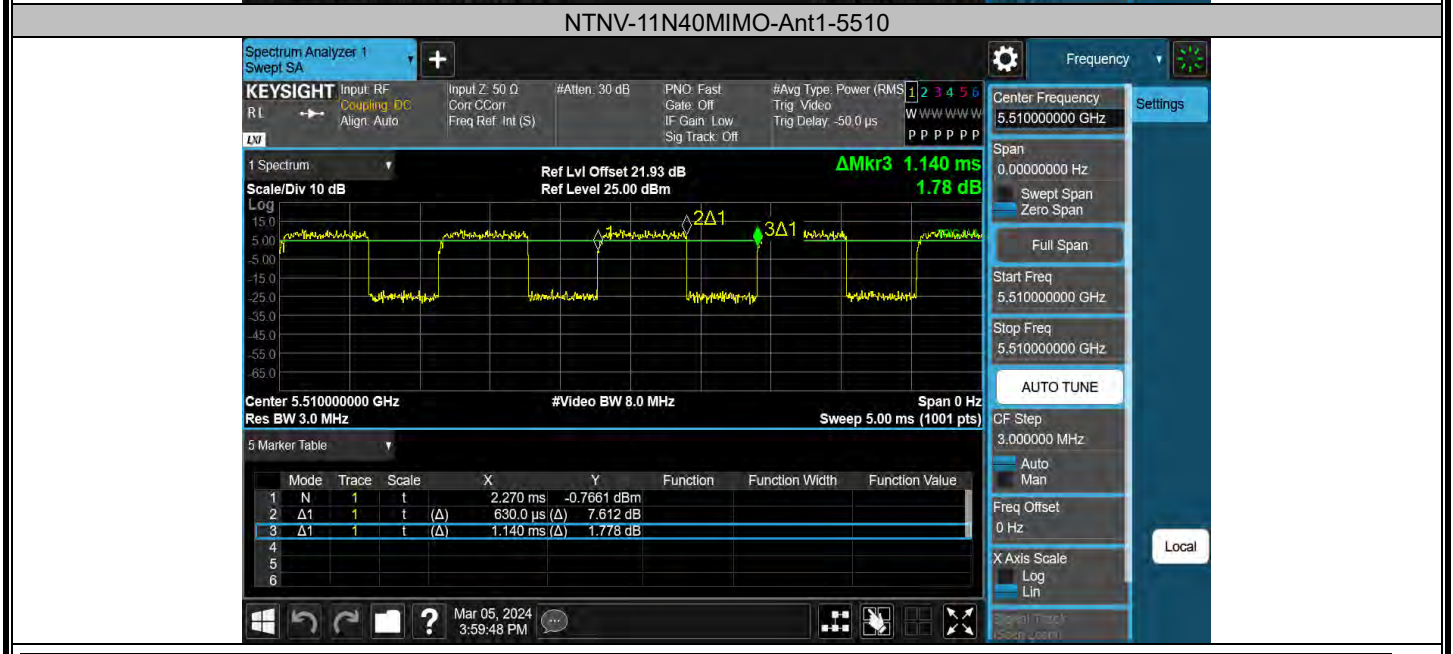 NTNV-11N40MIMO-Ant1-5510
Spectrum Analyzer 1
Swept SA
+
Frequency
KEYSIGHT
RL
LXI
Input: RF
Coupling: DC
Align: Auto
Input Z: 50 Ω
Corr CCorr
Freq Ref: Int (S)
#Atten: 30 dB
PNO: Fast
Gate: Off
IF Gain: Low
Sig Track: Off
#Avg Type: Power (RMS
Trig: Video
Trig Delay: -50.0 µs
1 2 3 4 5 6
W W W W W W
P P P P P P
1 Spectrum
Scale/Div 10 dB
Ref Lvl Offset 21.93 dB
Ref Level 25.00 dBm
ΔMkr3 1.140 ms
1.78 dB
Log
15.0
5.00
-5.00
-15.0
-25.0
-35.0
-45.0
-55.0
-65.0
1
2Δ1
3Δ1
Center 5.510000000 GHz
Res BW 3.0 MHz
#Video BW 8.0 MHz
Span 0 Hz
Sweep 5.00 ms (1001 pts)
5 Marker Table
Mode Trace Scale X Y Function Function Width Function Value
1 N 1 t 2.270 ms -0.7661 dBm
2 Δ1 1 t (Δ) 630.0 µs (Δ) 7.612 dB
3 Δ1 1 t (Δ) 1.140 ms (Δ) 1.778 dB
4
5
6
Mar 05, 2024
3:59:48 PM
Center Frequency
5.510000000 GHz
Settings
Span
0.00000000 Hz
Swept Span
Zero Span
Full Span
Start Freq
5.510000000 GHz
Stop Freq
5.510000000 GHz
AUTO TUNE
CF Step
3.000000 MHz
Auto
Man
Freq Offset
0 Hz
X Axis Scale
Log
Lin
Local
Signal Track
(Span Zoom)